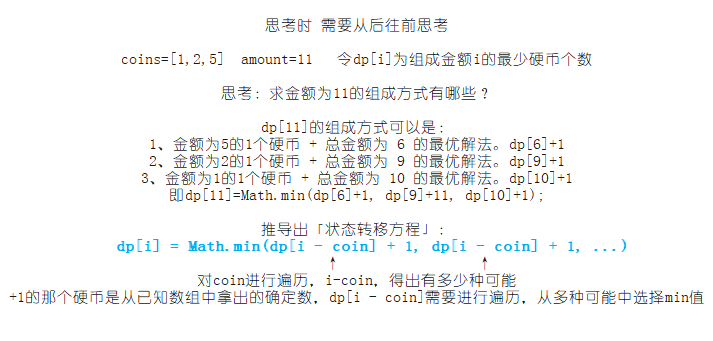 思考时 需要从后往前思考
coins=[1,2,5] amount=11 令dp[i]为组成金额i的最少硬币个数
思考: 求金额为11的组成方式有哪些?
dp[11]的组成方式可以是:
1、金额为5的1个硬币 + 总金额为 6 的最优解法。dp[6]+1
2、金额为2的1个硬币 + 总金额为 9 的最优解法。dp[9]+1
3、金额为1的1个硬币 + 总金额为 10 的最优解法。dp[10]+1
即dp[11]=Math.min(dp[6]+1, dp[9]+11, dp[10]+1);
推导出「状态转移方程」:
dp[i] = Math.min(dp[i - coin] + 1, dp[i - coin] + 1, ...)
对coin进行遍历, i-coin, 得出有多少种可能
+1的那个硬币是从已知数组中拿出的确定数, dp[i - coin]需要进行遍历, 从多种可能中选择min值